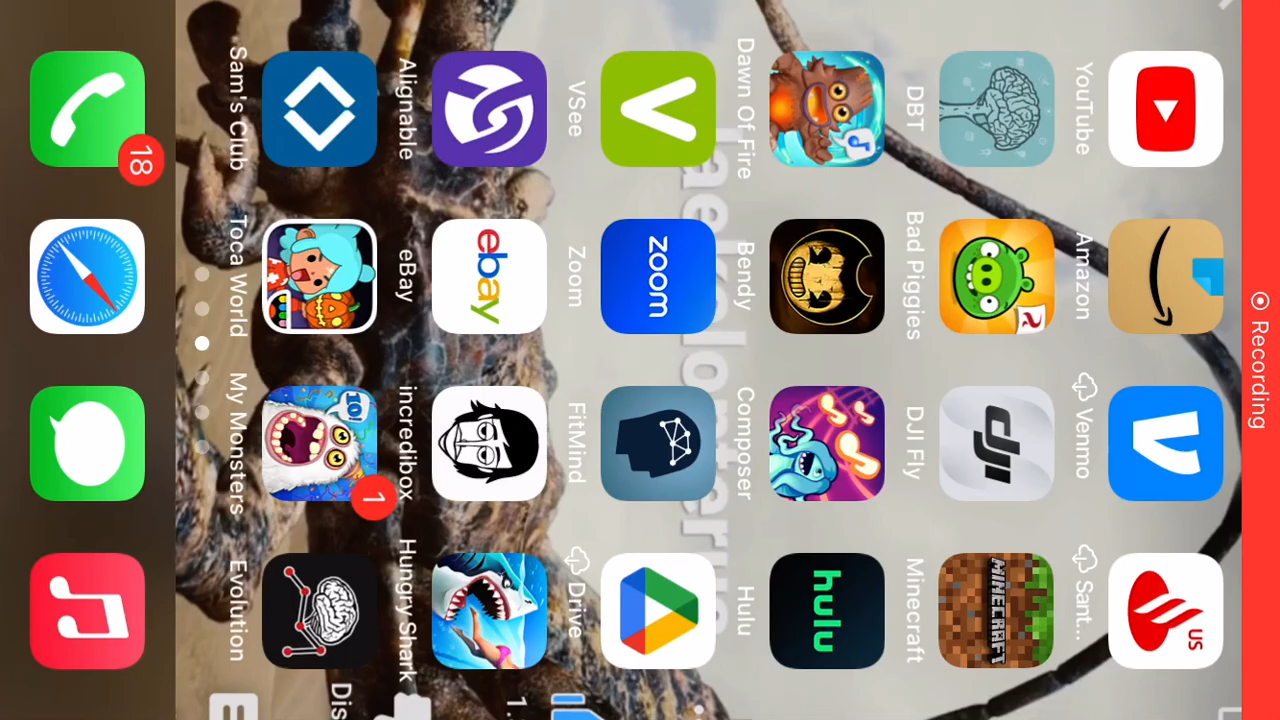 Recording
US
YouTube Amazon Venmo Sant...
dji MINECRAFT
DBT Bad Piggies DJI Fly Minecraft
hulu
Dawn Of Fire Bendy Composer Hulu
zoom
VSee Zoom FitMind Drive
ebay
Alignable eBay incredibox Hungry Shark
10! 1
Sam's Club Toca World My Monsters Evolution
18